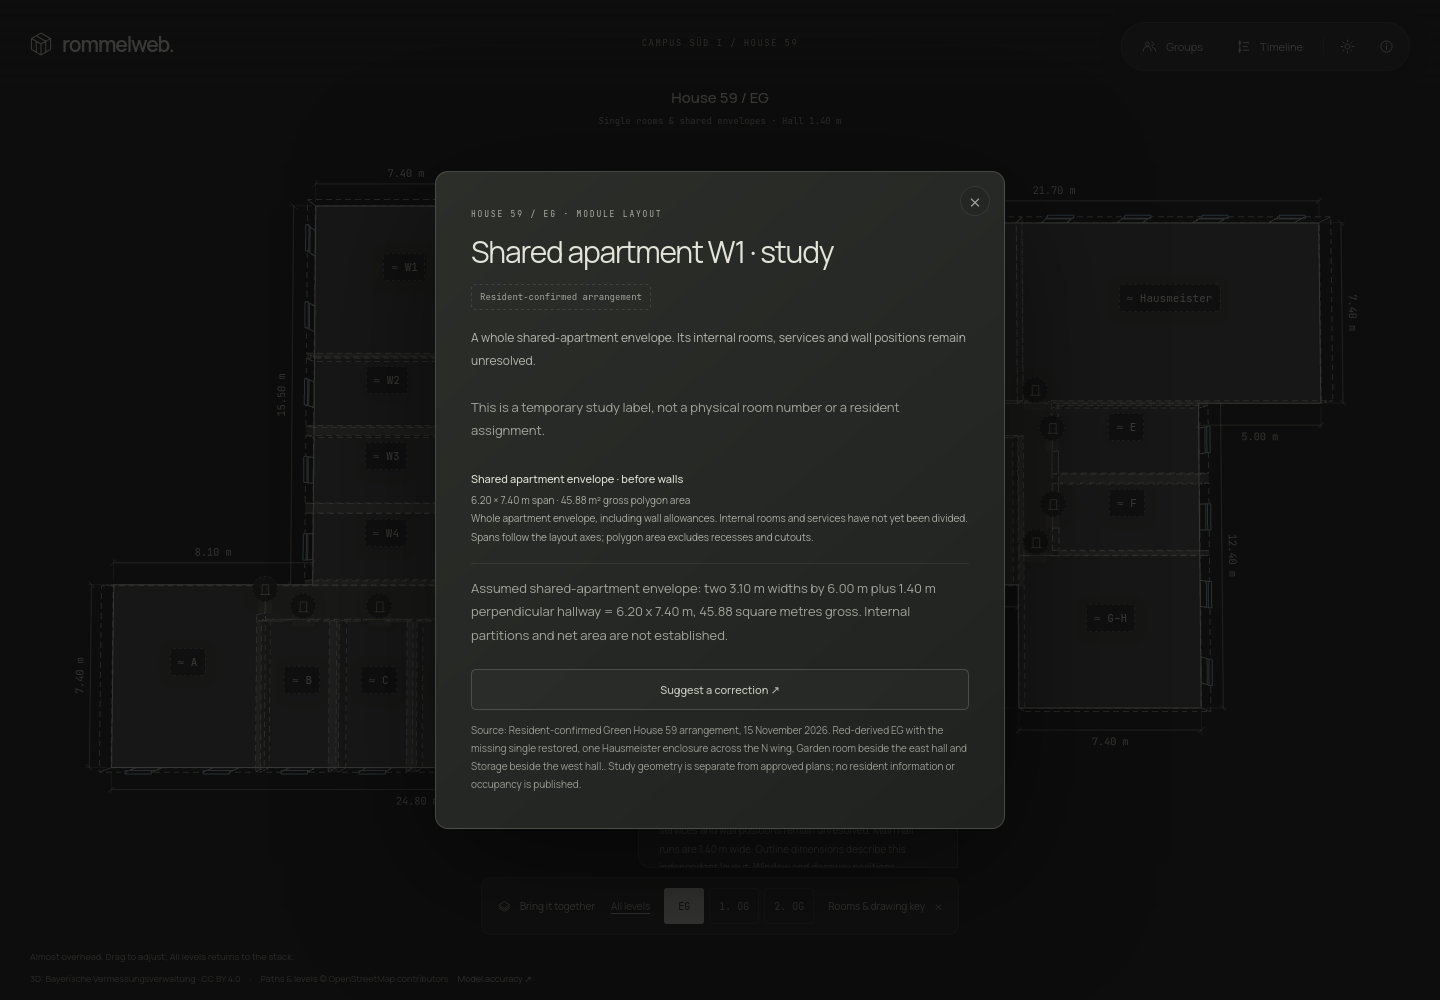 rommelweb.
CAMPUS SÜD I / HOUSE 59
Groups
Timeline
House 59 / EG
Single rooms & shared envelopes · Hall 1.40 m
7.40 m
21.70 m
HOUSE 59 / EG · MODULE LAYOUT
Shared apartment W1 · study
Resident-confirmed arrangement
A whole shared-apartment envelope. Its internal rooms, services and wall positions remain
unresolved.
This is a temporary study label, not a physical room number or a resident
assignment.
Shared apartment envelope · before walls
6.20 × 7.40 m span · 45.88 m² gross polygon area
Whole apartment envelope, including wall allowances. Internal rooms and services have not yet been divided.
Spans follow the layout axes; polygon area excludes recesses and cutouts.
Assumed shared-apartment envelope: two 3.10 m widths by 6.00 m plus 1.40 m
perpendicular hallway = 6.20 x 7.40 m, 45.88 square metres gross. Internal
partitions and net area are not established.
Suggest a correction ↗
Source: Resident-confirmed Green House 59 arrangement, 15 November 2026. Red-derived EG with the
missing single restored, one Hausmeister enclosure across the N wing, Garden room beside the east hall and
Storage beside the west hall.. Study geometry is separate from approved plans; no resident information or
occupancy is published.
≈ W1
≈ W2
≈ W3
≈ W4
15.50 m
8.10 m
7.40 m
≈ A
≈ B
≈ C
24.80
≈ Hausmeister
7.40 m
≈ E
5.00 m
≈ F
12.40 m
≈ G–H
7.40 m
runs are 1.40 m wide. Outline dimensions describe this
Bring it together
All levels
EG
1. OG
2. OG
Rooms & drawing key
×
Almost overhead. Drag to adjust. All levels returns to the stack.
3D: Bayerische Vermessungsverwaltung · CC BY 4.0
Paths & levels © OpenStreetMap contributors
Model accuracy ↗